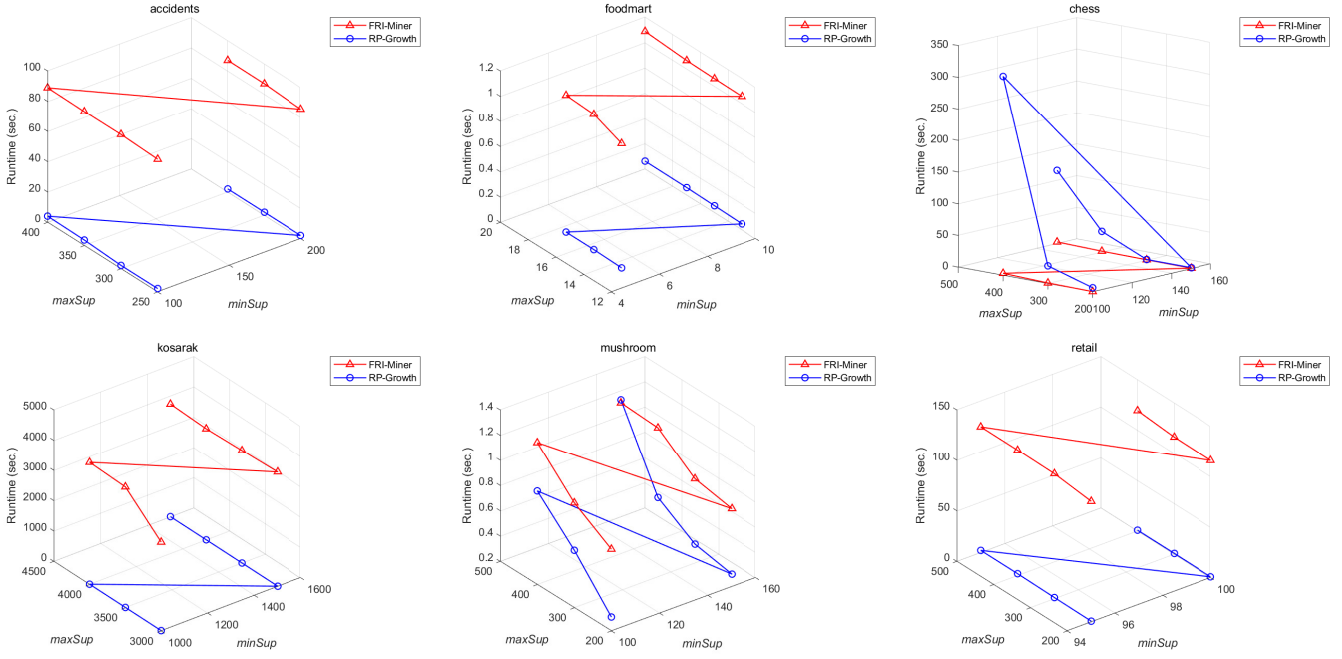 accidents
FRI-Miner
RP-Growth
Runtime (sec.)
100
80
60
40
20
0
400
350
300
250
100
150
200
maxSup
minSup
foodmart
FRI-Miner
RP-Growth
Runtime (sec.)
1.2
1
0.8
0.6
0.4
0.2
0
20
18
16
14
12
4
6
8
10
maxSup
minSup
chess
FRI-Miner
RP-Growth
Runtime (sec.)
350
300
250
200
150
100
50
0
500
400
300
200
100
120
140
160
maxSup
minSup
kosarak
FRI-Miner
RP-Growth
Runtime (sec.)
5000
4000
3000
2000
1000
0
4500
4000
3500
3000
1000
1200
1400
1600
maxSup
minSup
mushroom
FRI-Miner
RP-Growth
Runtime (sec.)
1.4
1.2
1
0.8
0.6
0.4
0.2
500
400
300
200
100
120
140
160
maxSup
minSup
retail
FRI-Miner
RP-Growth
Runtime (sec.)
150
100
50
0
500
400
300
200
94
96
98
100
maxSup
minSup